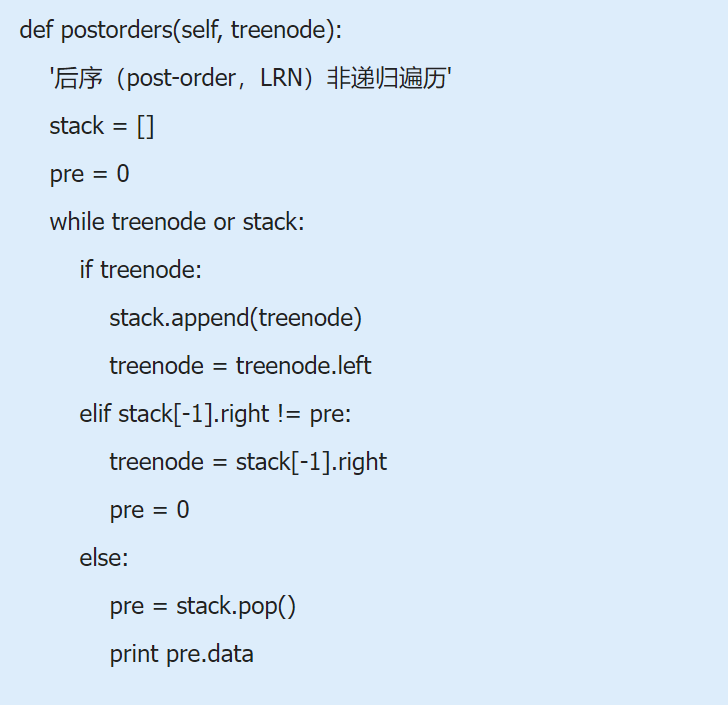 def postorders(self, treenode):
'后序（post-order，LRN）非递归遍历'
stack = []
pre = 0
while treenode or stack:
if treenode:
stack.append(treenode)
treenode = treenode.left
elif stack[-1].right != pre:
treenode = stack[-1].right
pre = 0
else:
pre = stack.pop()
print pre.data